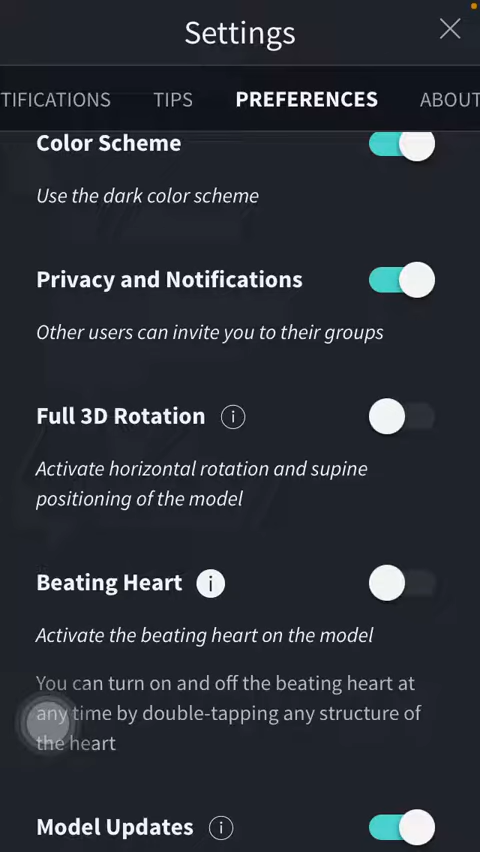 Settings
TIFICATIONS TIPS PREFERENCES ABOUT
Color Scheme
Use the dark color scheme
Privacy and Notifications
Other users can invite you to their groups
Full 3D Rotation i
Activate horizontal rotation and supine
positioning of the model
Beating Heart i
Activate the beating heart on the model
You can turn on and off the beating heart at
any time by double-tapping any structure of
the heart
Model Updates i